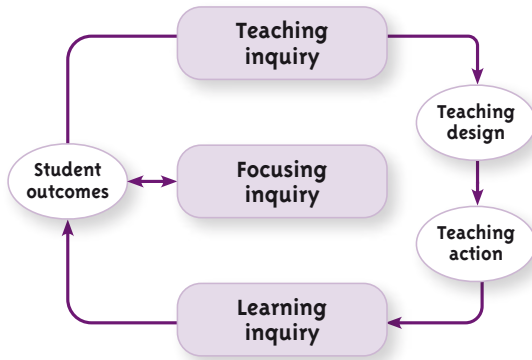 Teaching
inquiry
Teaching
design
Student
outcomes
Focusing
inquiry
Teaching
action
Learning
inquiry